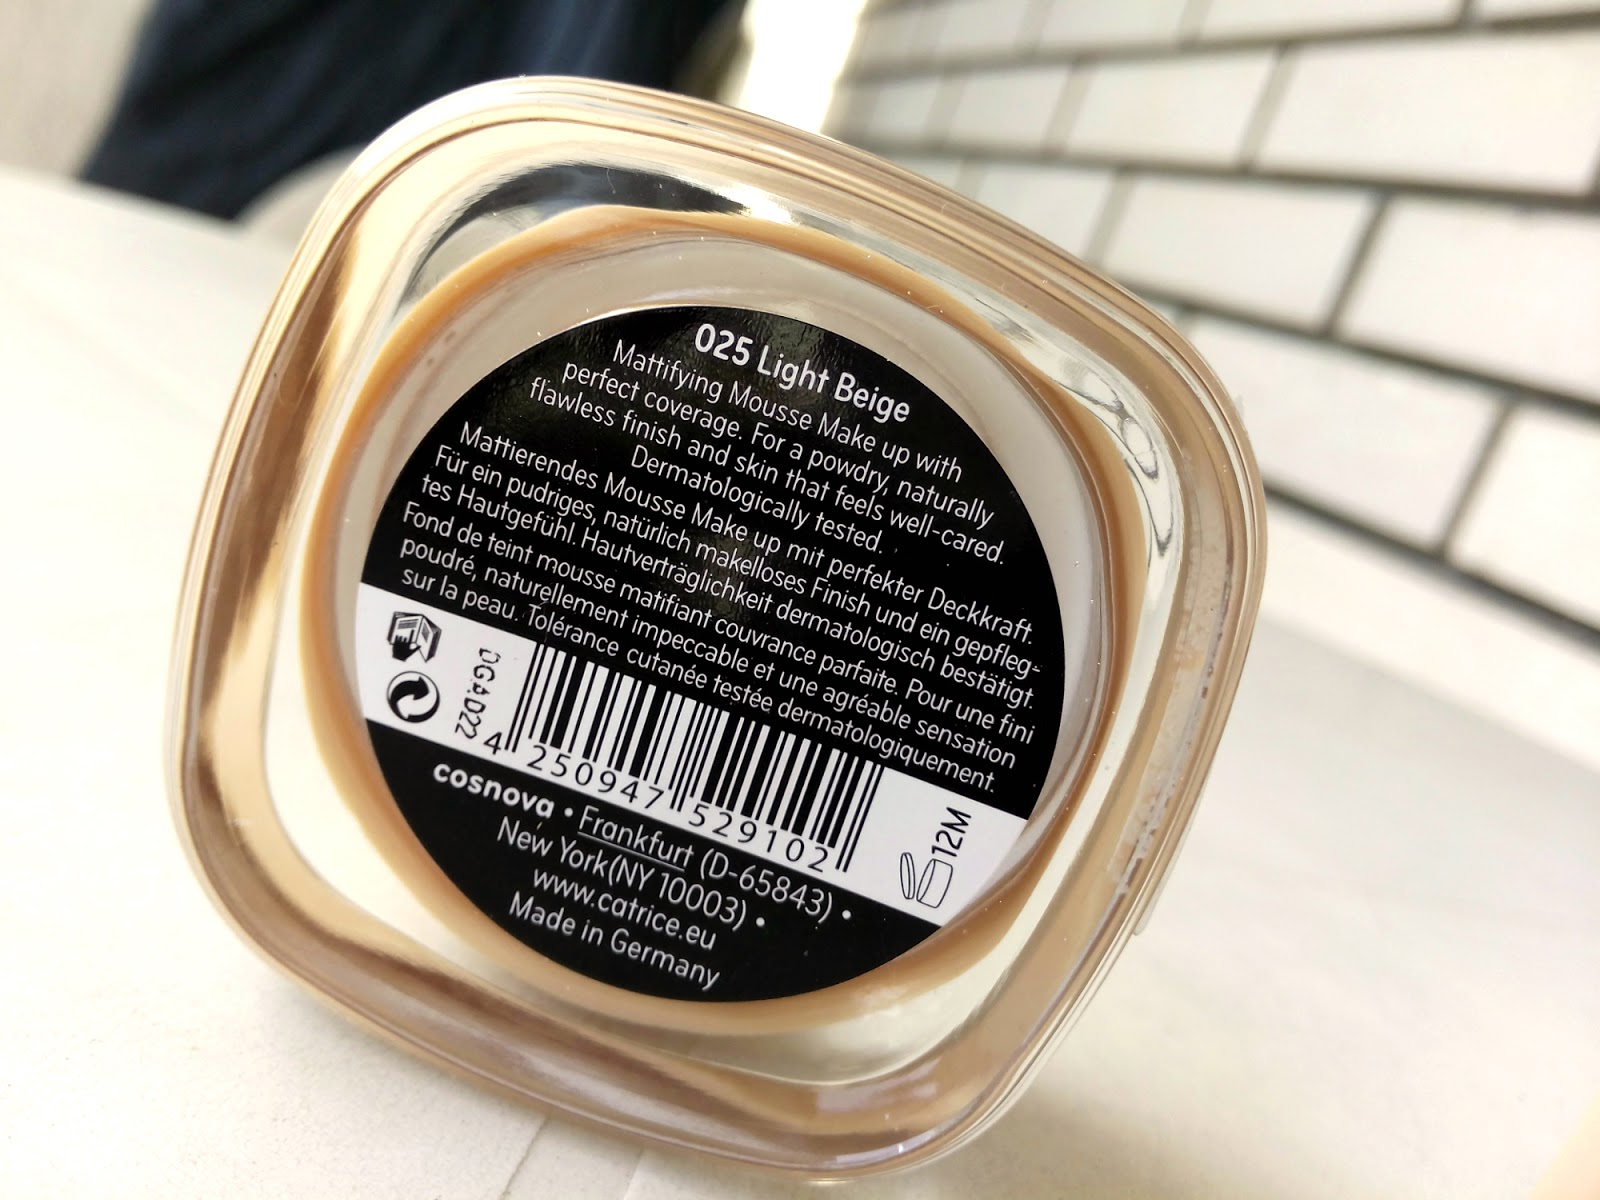 025 Light Beige
Mattifying Mousse Make up with
perfect coverage. For a powdry, naturally
flawless finish and skin that feels well-cared.
Dermatologically tested.
Mattierendes Mousse Make up mit perfekter Deckkraft.
Für ein pudriges, natürlich makelloses Finish und ein gepfleg-
tes Hautgefühl. Hautverträglichkeit dermatologisch bestätigt.
Fond de teint mousse matifiant couvrance parfaite. Pour une fini
poudré, naturellement impeccable et une agréable sensation
sur la peau. Tolérance cutanée testée dermatologiquement.
DGA.D22
4 250947 529102
12M
cosnova • Frankfurt (D-65843) •
New York(NY 10003) •
www.catrice.eu
Made in Germany